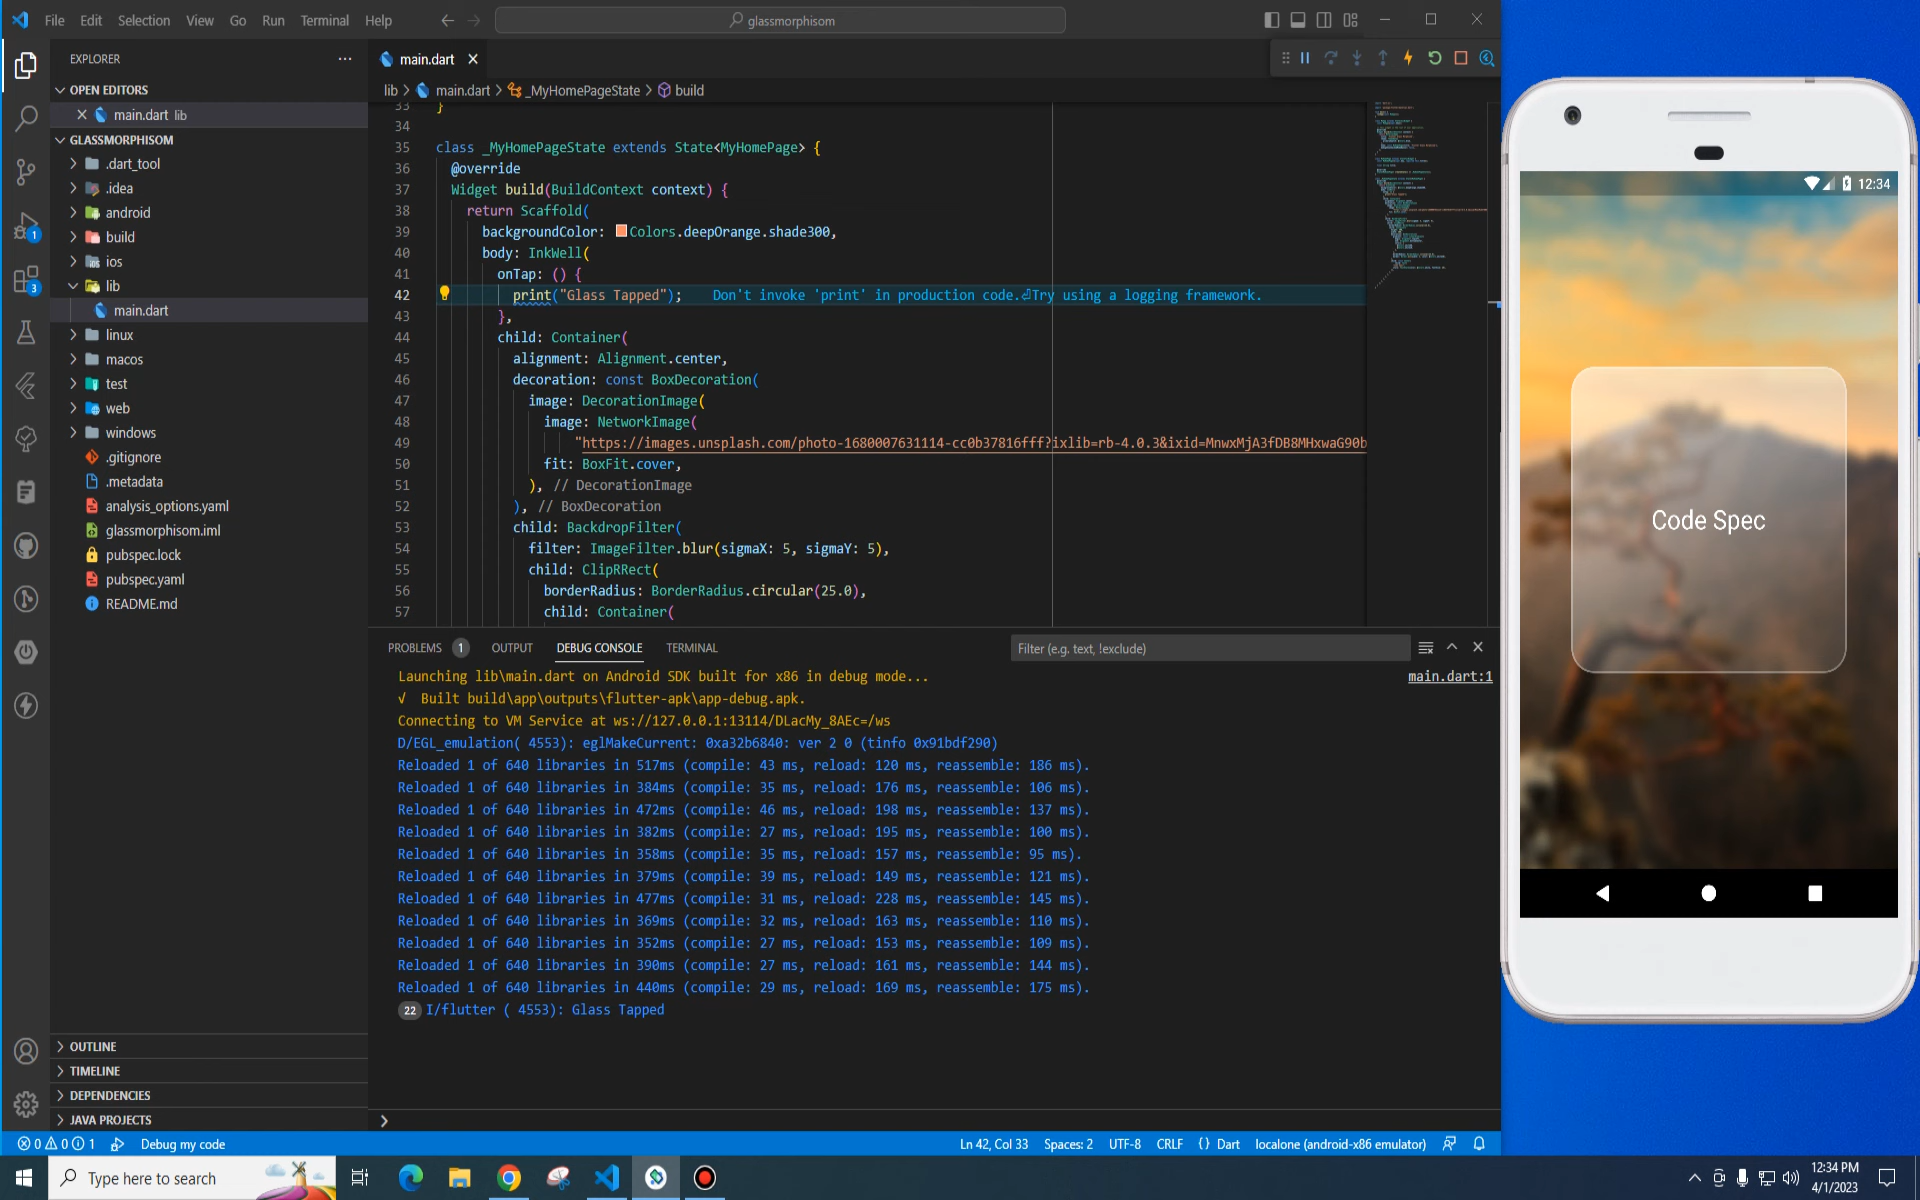 File Edit Selection View Go Run Terminal Help
glassmorphisom
EXPLORER
OPEN EDITORS
main.dart lib
GLASSMORPHISOM
.dart_tool
.idea
android
build
ios
lib
main.dart
linux
macos
test
web
windows
.gitignore
.metadata
analysis_options.yaml
glassmorphisom.iml
pubspec.lock
pubspec.yaml
README.md
OUTLINE
TIMELINE
DEPENDENCIES
JAVA PROJECTS
main.dart
lib > main.dart > _MyHomePageState > build
33 }
34
35 class _MyHomePageState extends State<MyHomePage> {
36 @override
37 Widget build(BuildContext context) {
38 return Scaffold(
39 backgroundColor: Colors.deepOrange.shade300,
40 body: InkWell(
41 onTap: () {
42 print("Glass Tapped"); Don't invoke 'print' in production code.⏎Try using a logging framework.
43 },
44 child: Container(
45 alignment: Alignment.center,
46 decoration: const BoxDecoration(
47 image: DecorationImage(
48 image: NetworkImage(
49 "https://images.unsplash.com/photo-1680007631114-cc0b37816fff?ixlib=rb-4.0.3&ixid=MnwxMjA3fDB8MHxwaG90b
50 fit: BoxFit.cover,
51 ), // DecorationImage
52 ), // BoxDecoration
53 child: BackdropFilter(
54 filter: ImageFilter.blur(sigmaX: 5, sigmaY: 5),
55 child: ClipRRect(
56 borderRadius: BorderRadius.circular(25.0),
57 child: Container(
PROBLEMS 1 OUTPUT DEBUG CONSOLE TERMINAL Filter (e.g. text, !exclude)
Launching lib\main.dart on Android SDK built for x86 in debug mode... main.dart:1
√ Built build\app\outputs\flutter-apk\app-debug.apk.
Connecting to VM Service at ws://127.0.0.1:13114/DLacMy_8AEc=/ws
D/EGL_emulation( 4553): eglMakeCurrent: 0xa32b6840: ver 2 0 (tinfo 0x91bdf290)
Reloaded 1 of 640 libraries in 517ms (compile: 43 ms, reload: 120 ms, reassemble: 186 ms).
Reloaded 1 of 640 libraries in 384ms (compile: 35 ms, reload: 176 ms, reassemble: 106 ms).
Reloaded 1 of 640 libraries in 472ms (compile: 46 ms, reload: 198 ms, reassemble: 137 ms).
Reloaded 1 of 640 libraries in 382ms (compile: 27 ms, reload: 195 ms, reassemble: 100 ms).
Reloaded 1 of 640 libraries in 358ms (compile: 35 ms, reload: 157 ms, reassemble: 95 ms).
Reloaded 1 of 640 libraries in 379ms (compile: 39 ms, reload: 149 ms, reassemble: 121 ms).
Reloaded 1 of 640 libraries in 477ms (compile: 31 ms, reload: 228 ms, reassemble: 145 ms).
Reloaded 1 of 640 libraries in 369ms (compile: 32 ms, reload: 163 ms, reassemble: 110 ms).
Reloaded 1 of 640 libraries in 352ms (compile: 27 ms, reload: 153 ms, reassemble: 109 ms).
Reloaded 1 of 640 libraries in 390ms (compile: 27 ms, reload: 161 ms, reassemble: 144 ms).
Reloaded 1 of 640 libraries in 440ms (compile: 29 ms, reload: 169 ms, reassemble: 175 ms).
22 I/flutter ( 4553): Glass Tapped
12:34
Code Spec
1
3
0 0 1 Debug my code Ln 42, Col 33 Spaces: 2 UTF-8 CRLF {} Dart localone (android-x86 emulator)
Type here to search
12:34 PM
4/1/2023